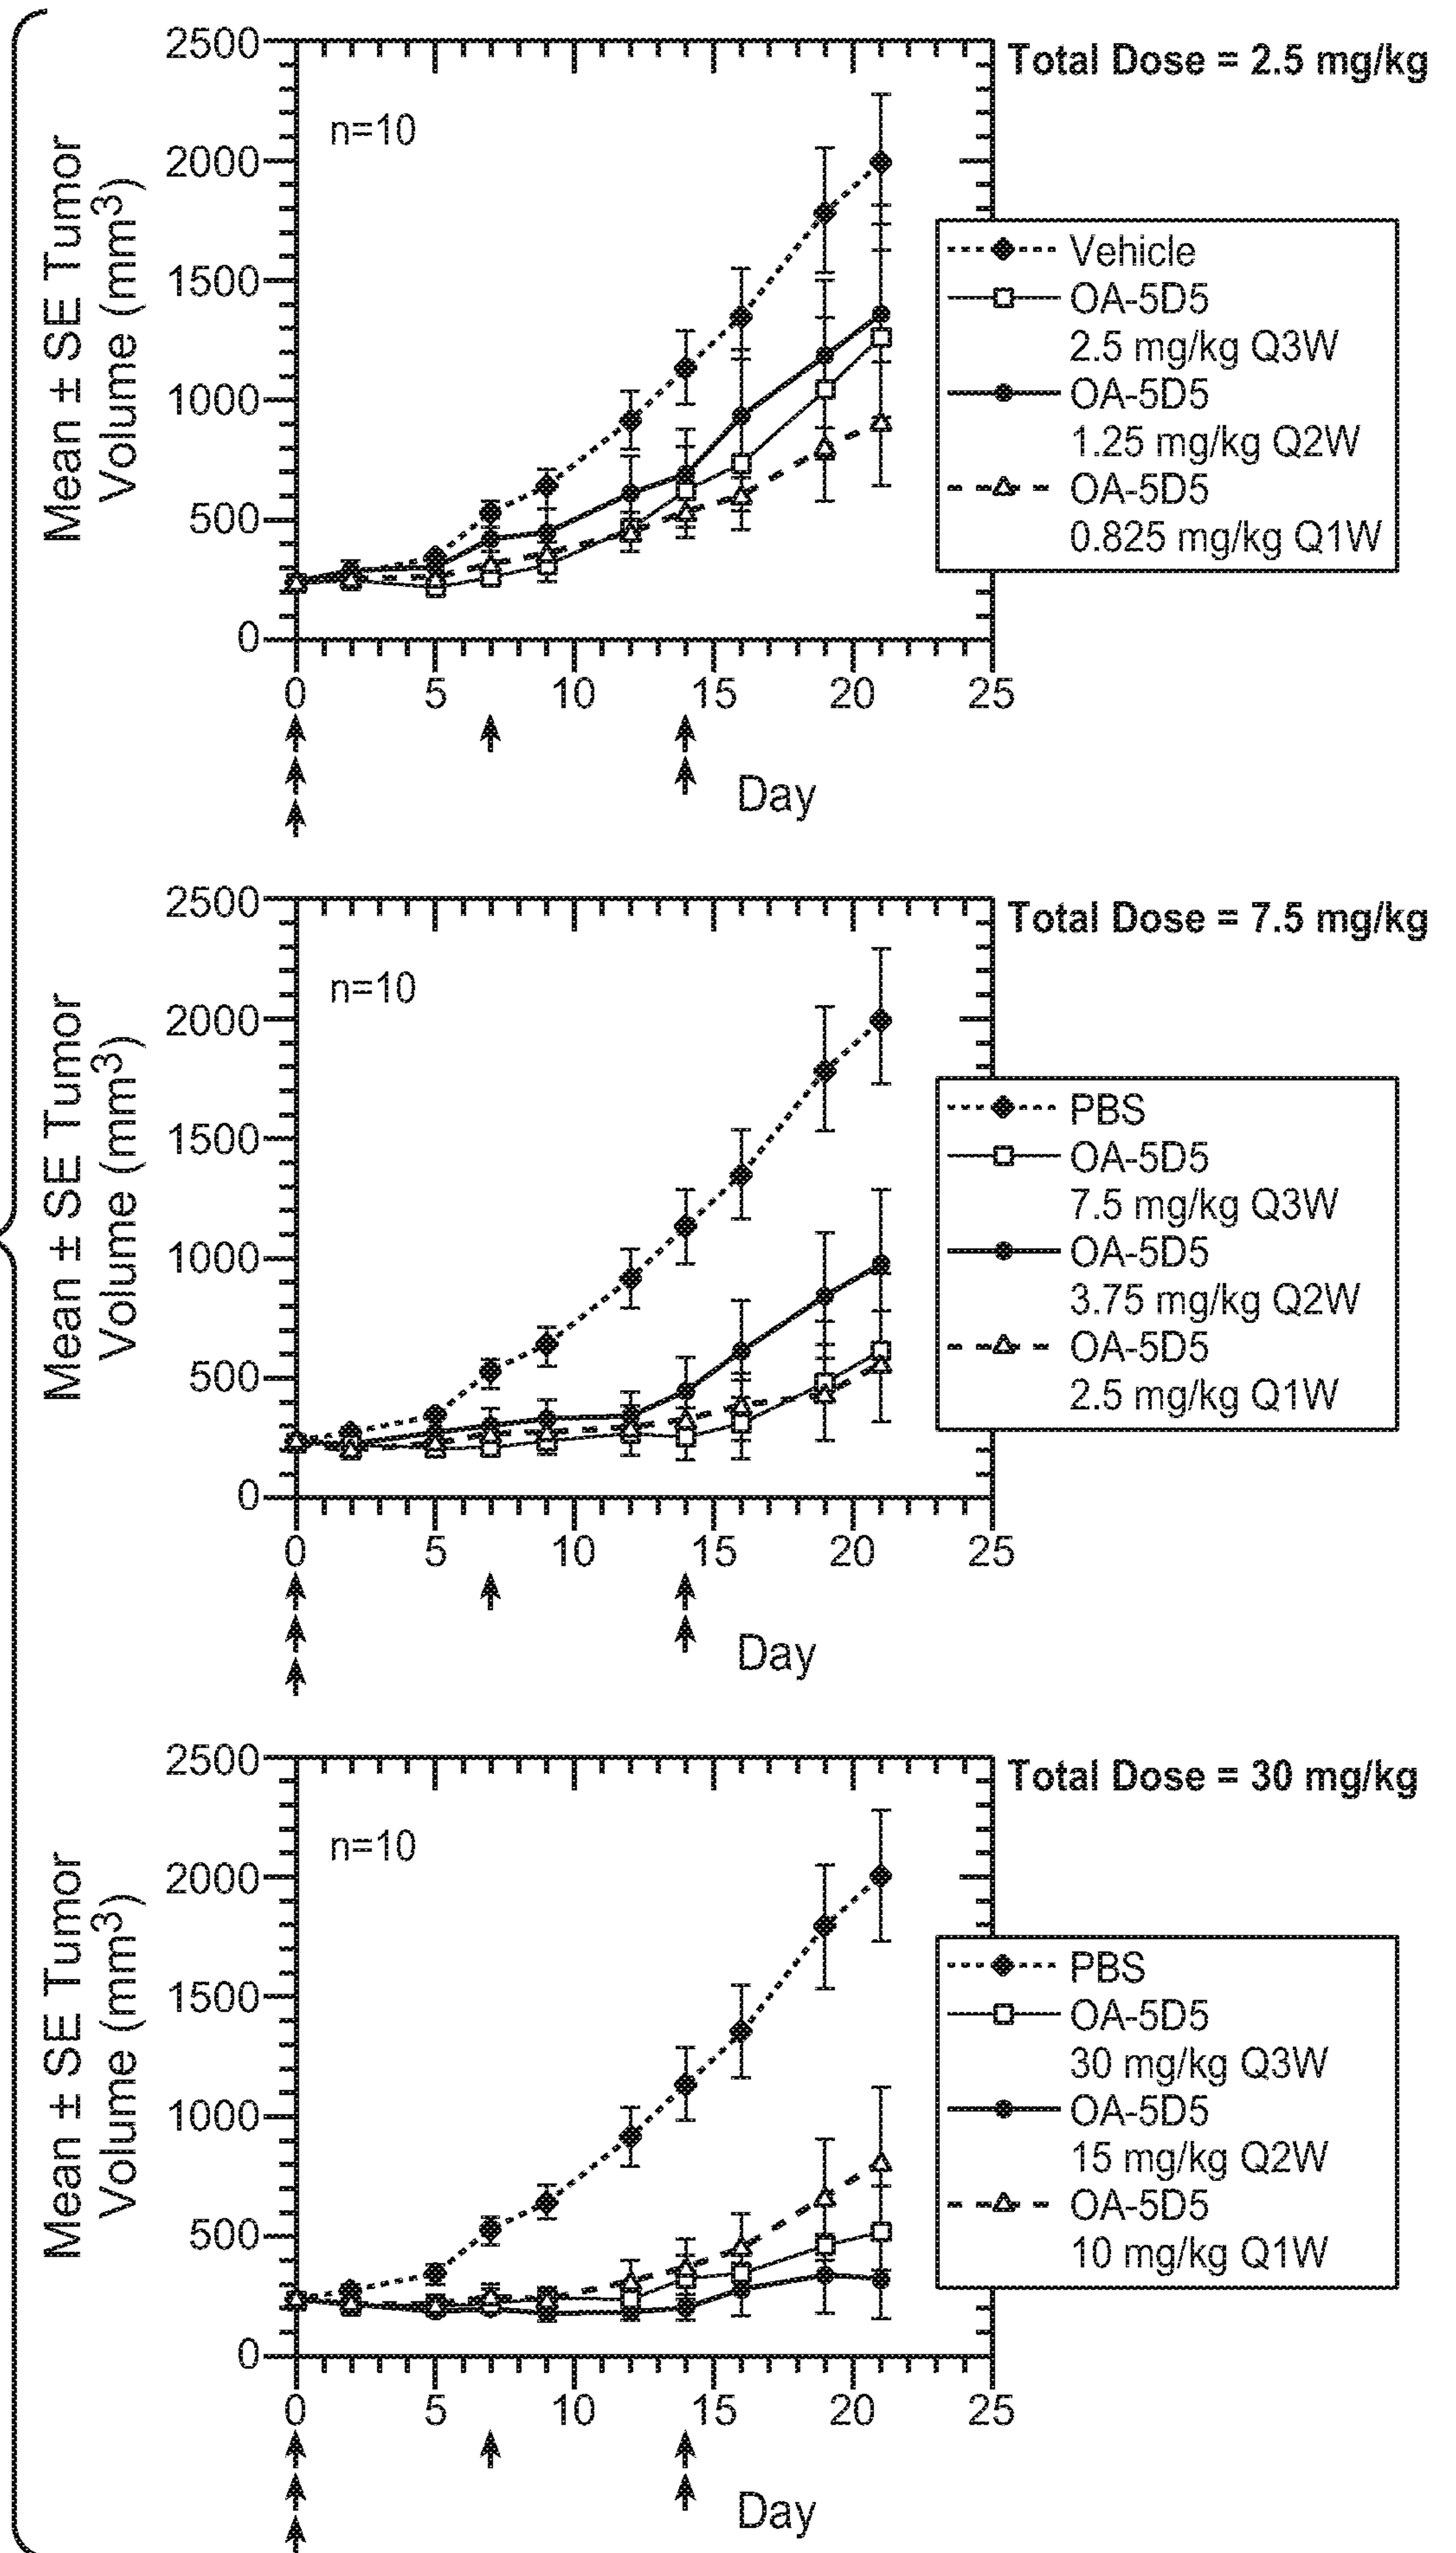 Total Dose = 2.5 mg/kg
Mean ± SE Tumor
Volume (mm³)
2500
2000
1500
1000
500
0
n=10
Vehicle
OA-5D5
2.5 mg/kg Q3W
OA-5D5
1.25 mg/kg Q2W
OA-5D5
0.825 mg/kg Q1W
0 5 10 15 20 25
Day
Total Dose = 7.5 mg/kg
Mean ± SE Tumor
Volume (mm³)
2500
2000
1500
1000
500
0
n=10
PBS
OA-5D5
7.5 mg/kg Q3W
OA-5D5
3.75 mg/kg Q2W
OA-5D5
2.5 mg/kg Q1W
0 5 10 15 20 25
Day
Total Dose = 30 mg/kg
Mean ± SE Tumor
Volume (mm³)
2500
2000
1500
1000
500
0
n=10
PBS
OA-5D5
30 mg/kg Q3W
OA-5D5
15 mg/kg Q2W
OA-5D5
10 mg/kg Q1W
0 5 10 15 20 25
Day